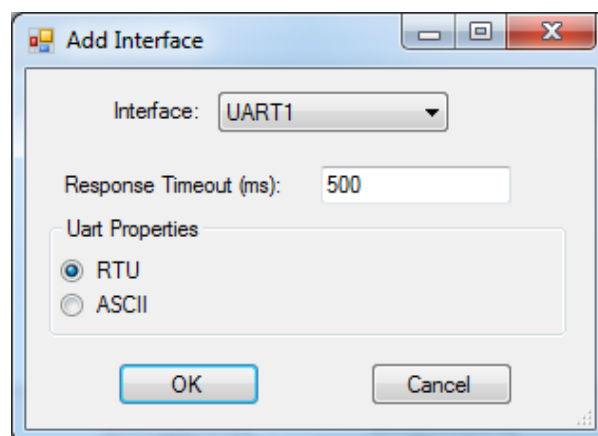 Add Interface
Interface: UART1
Response Timeout (ms): 500
Uart Properties
RTU
ASCII
OK Cancel